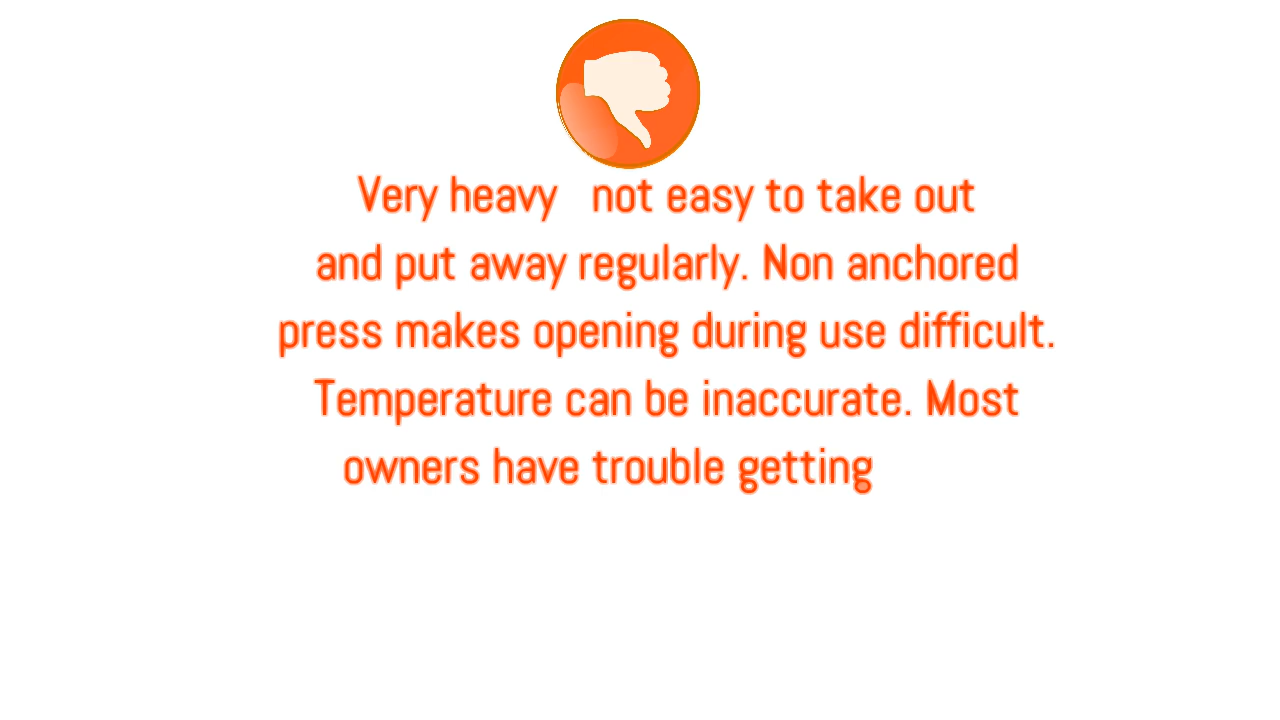 Very heavy not easy to take out
and put away regularly. Non anchored
press makes opening during use difficult.
Temperature can be inaccurate. Most
owners have trouble getting